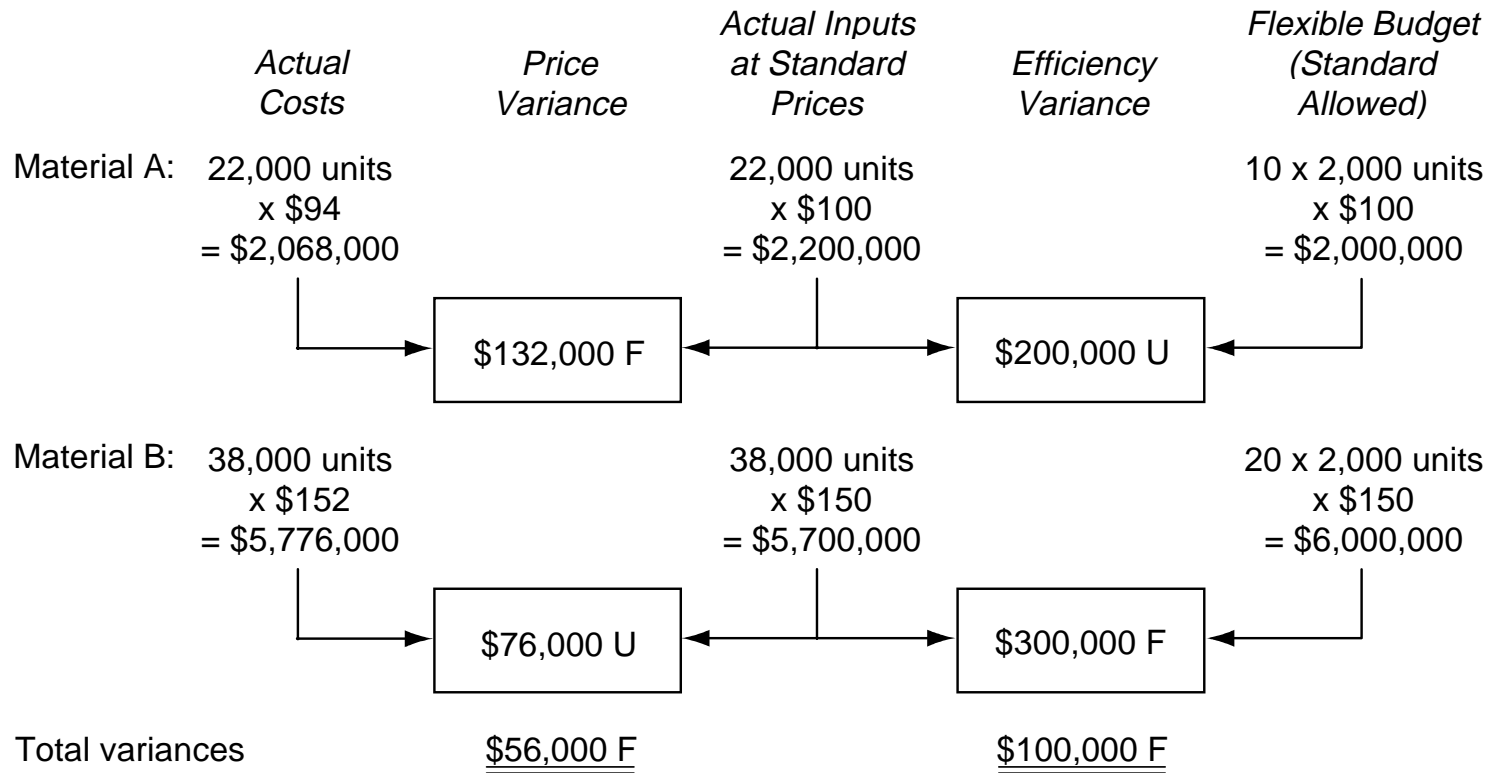 Actual Costs
Price Variance
Actual Inputs at Standard Prices
Efficiency Variance
Flexible Budget (Standard Allowed)
Material A:
22,000 units
x $94
= $2,068,000
22,000 units
x $100
= $2,200,000
10 x 2,000 units
x $100
= $2,000,000
$132,000 F
$200,000 U
Material B:
38,000 units
x $152
= $5,776,000
38,000 units
x $150
= $5,700,000
20 x 2,000 units
x $150
= $6,000,000
$76,000 U
$300,000 F
Total variances
$56,000 F
$100,000 F